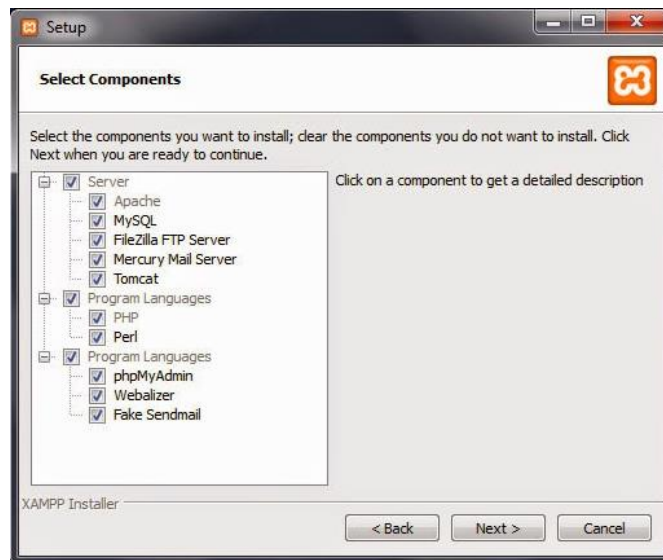 Setup
Select Components
Select the components you want to install; clear the components you do not want to install. Click
Next when you are ready to continue.
Server
Apache
MySQL
FileZilla FTP Server
Mercury Mail Server
Tomcat
Program Languages
PHP
Perl
Program Languages
phpMyAdmin
Webalizer
Fake Sendmail
Click on a component to get a detailed description
XAMPP Installer
< Back
Next >
Cancel